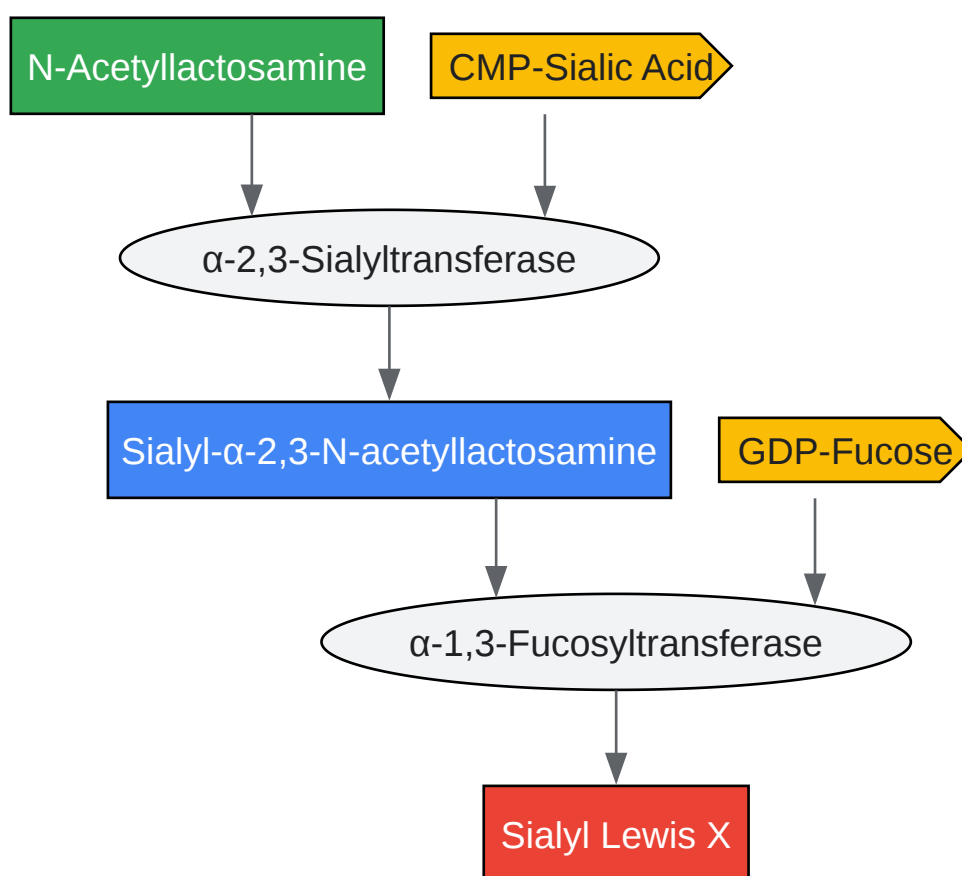 N-Acetyllactosamine
CMP-Sialic Acid
α-2,3-Sialyltransferase
Sialyl-α-2,3-N-acetyllactosamine
GDP-Fucose
α-1,3-Fucosyltransferase
Sialyl Lewis X